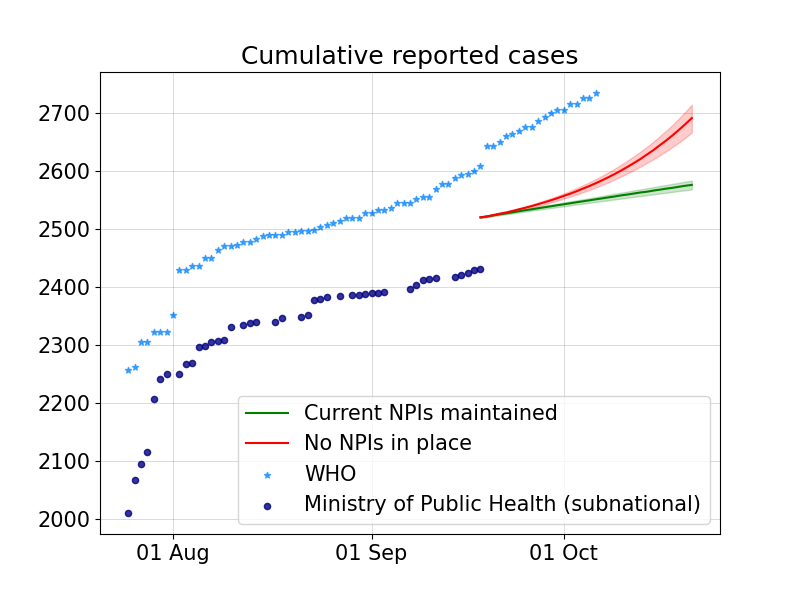 Cumulative reported cases
2700
2600
2500
2400
2300
2200
2100
2000
Current NPIs maintained
No NPIs in place
WHO
Ministry of Public Health (subnational)
01 Aug
01 Sep
01 Oct